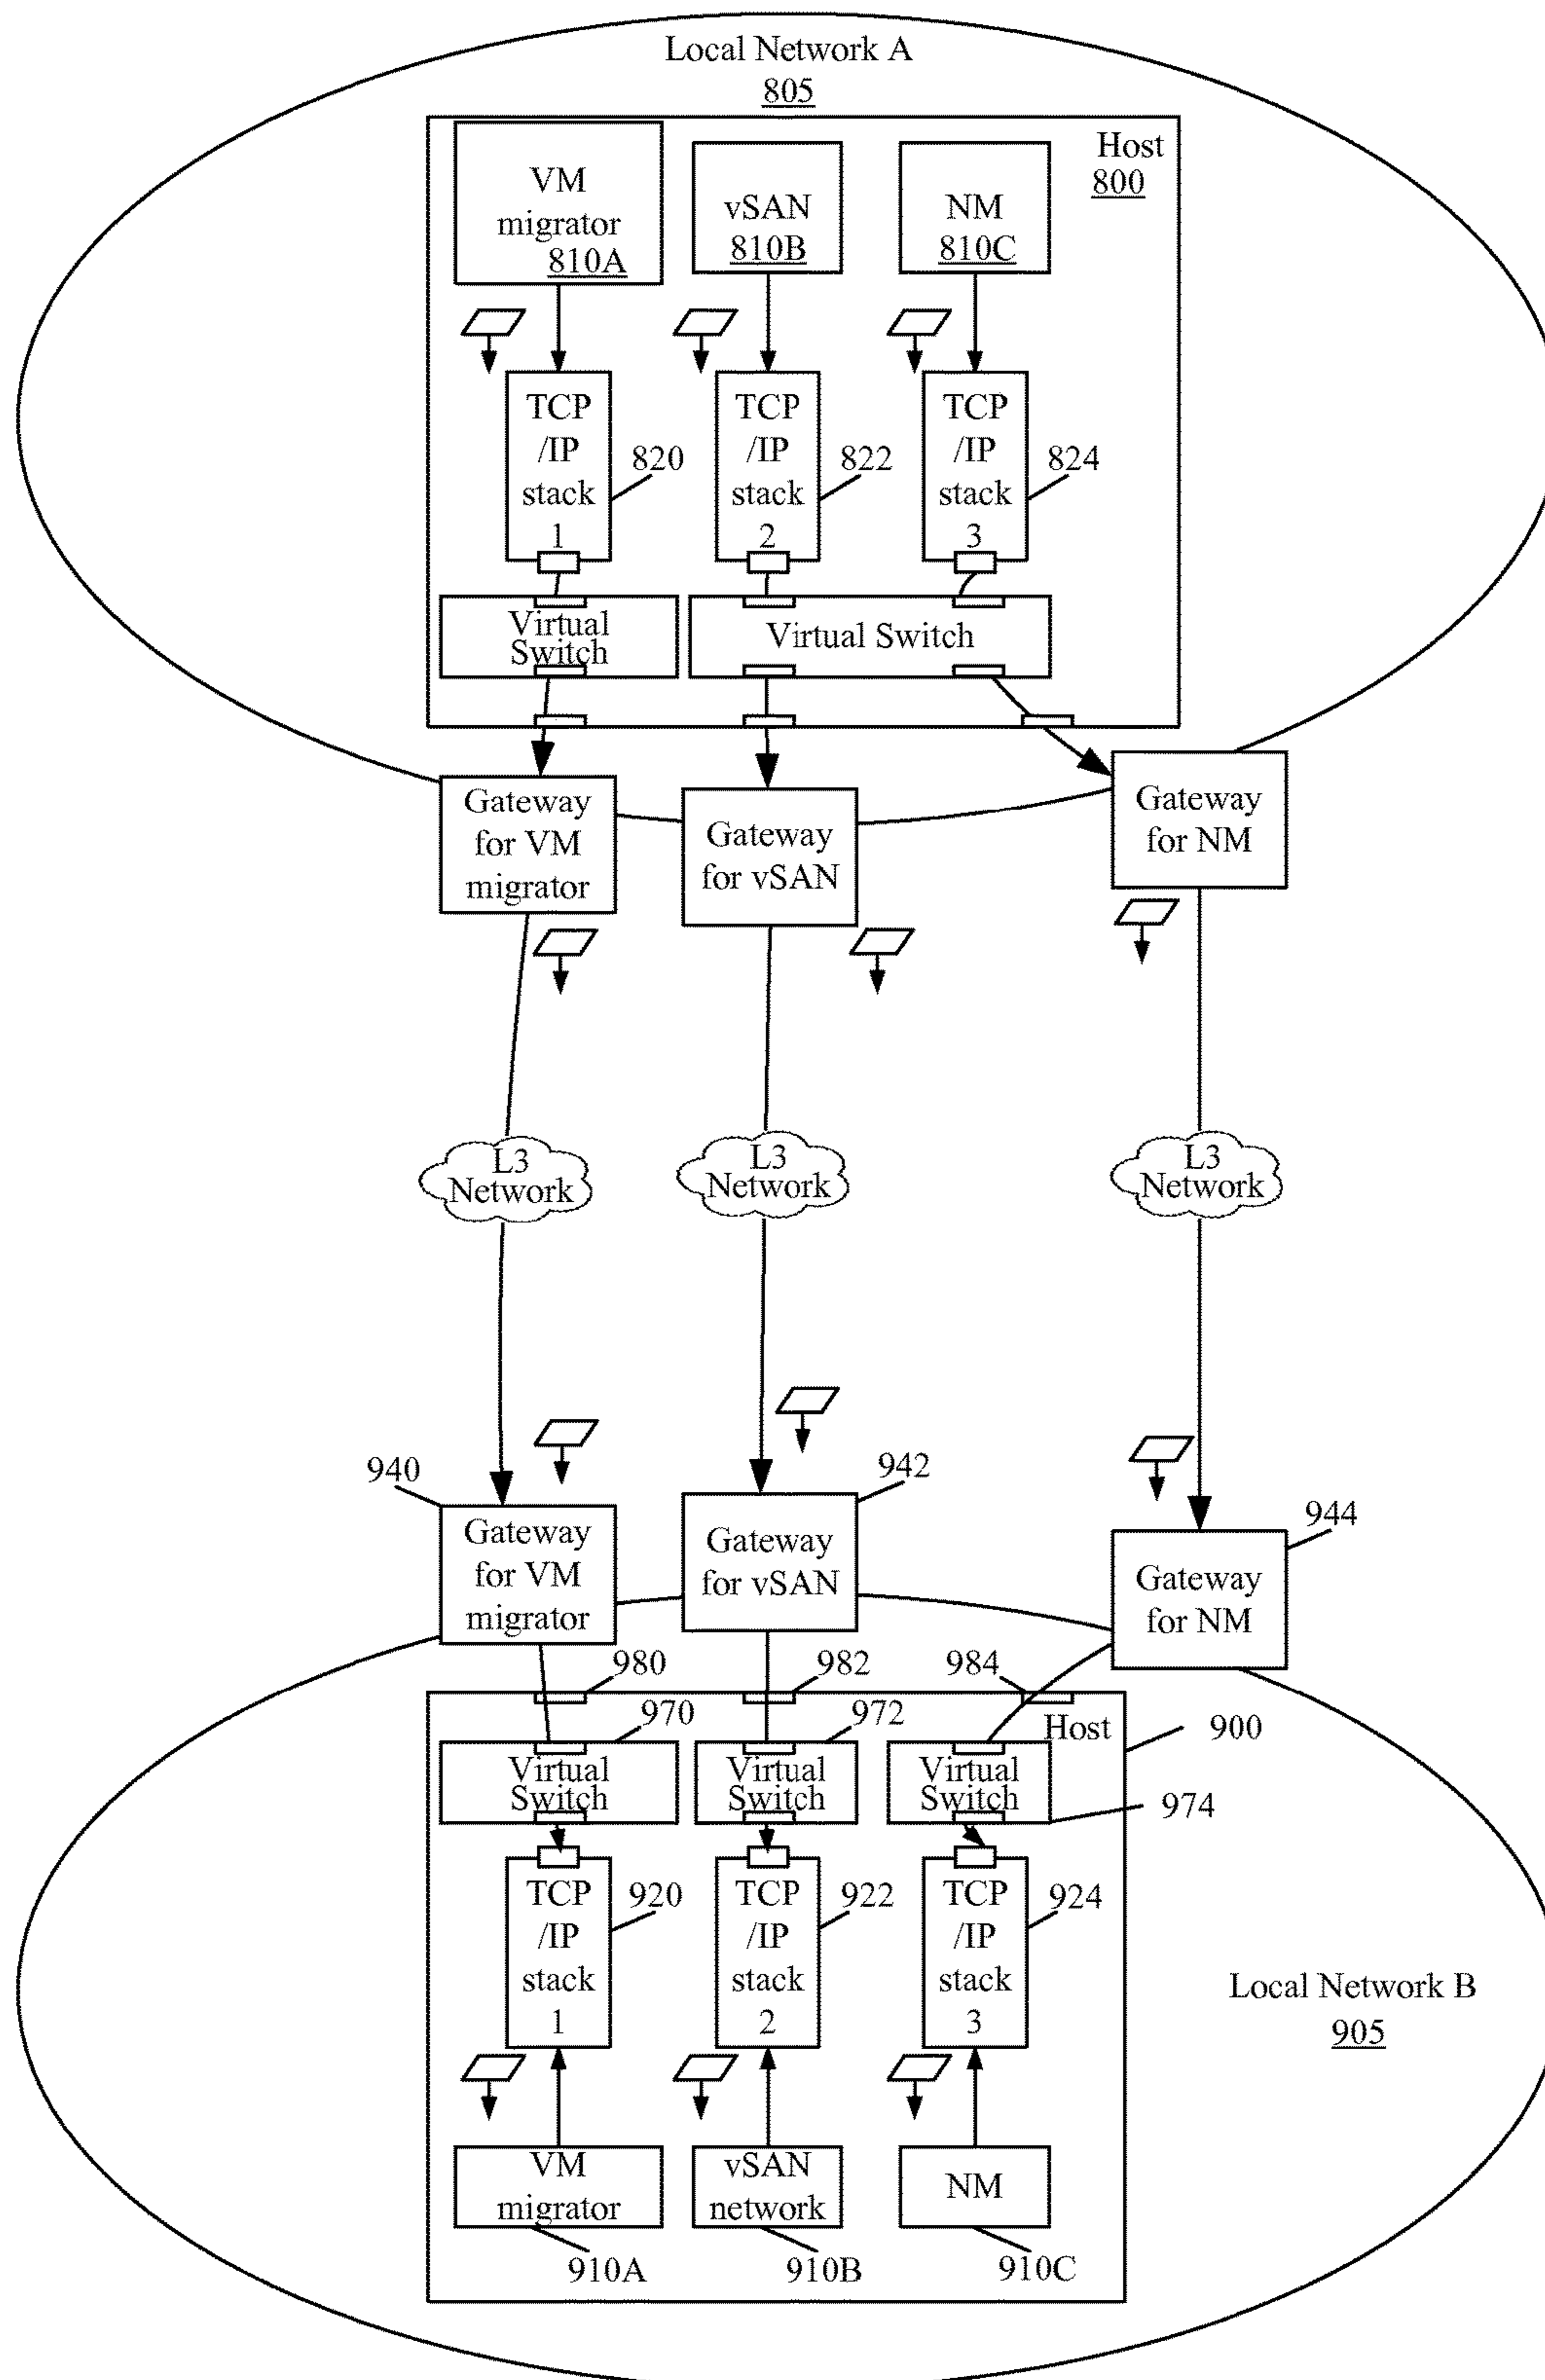 Local Network A
805
Host
800
VM
migrator
810A
vSAN
810B
NM
810C
TCP
/IP
stack
1
820
TCP
/IP
stack
2
822
TCP
/IP
stack
3
824
Virtual
Switch
Virtual Switch
Gateway
for VM
migrator
Gateway
for vSAN
Gateway
for NM
L3
Network
L3
Network
L3
Network
940
942
944
Gateway
for VM
migrator
Gateway
for vSAN
Gateway
for NM
980
982
984
970
972
Host
900
Virtual
Switch
Virtual
Switch
Virtual
Switch
974
TCP
/IP
stack
1
920
TCP
/IP
stack
2
922
TCP
/IP
stack
3
924
Local Network B
905
VM
migrator
vSAN
network
NM
910A
910B
910C